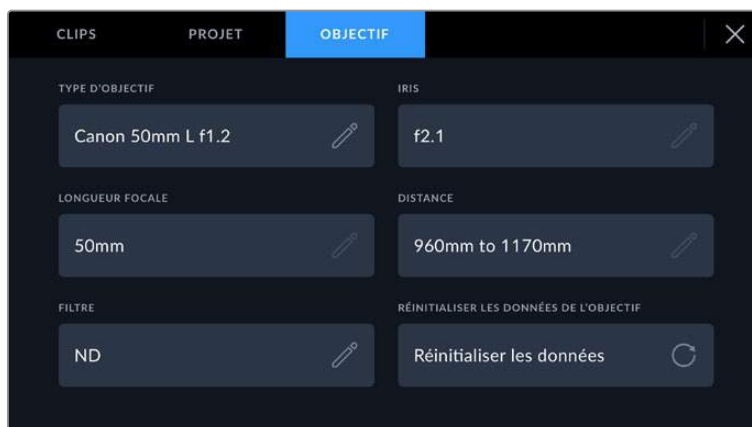 CLIPS PROJET OBJECTIF
TYPE D'OBJECTIF IRIS
Canon 50mm L f1.2 f2.1
LONGUEUR FOCALE DISTANCE
50mm 960mm to 1170mm
FILTRE RÉINITIALISER LES DONNÉES DE L'OBJECTIF
ND Réinitialiser les données